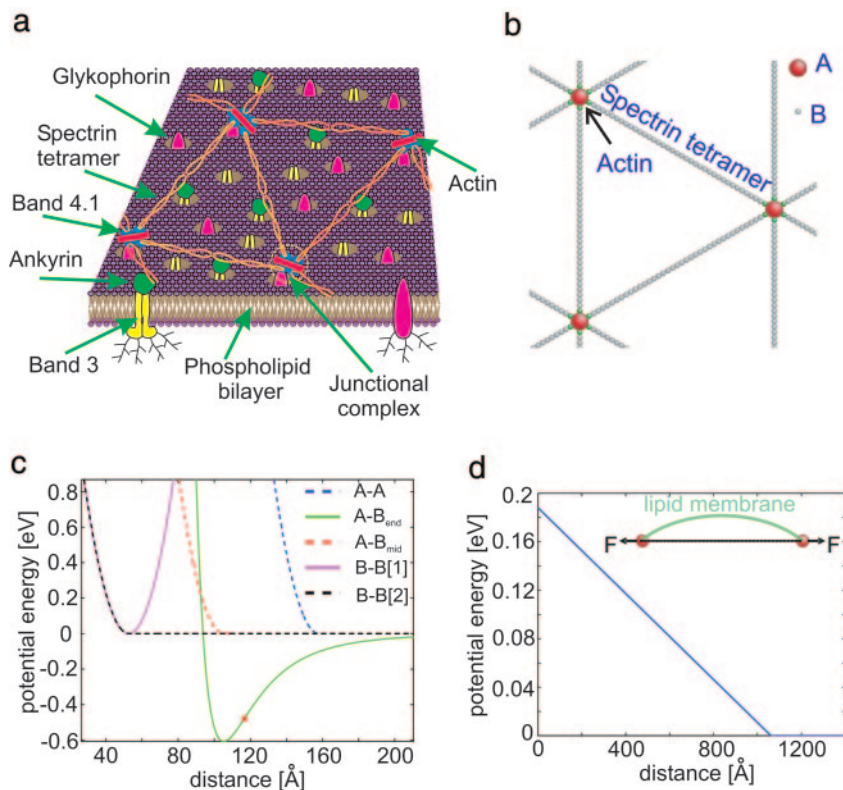 a
Glykophorin
Spectrin
tetramer
Band 4.1
Ankyrin
Band 3
Phospholipid
bilayer
Junctional
complex
Actin
b
A
B
Spectrin tetramer
Actin
c
potential energy [eV]
0.8
0.4
0.2
0
-0.2
-0.4
-0.6
40
80
120
160
200
distance [Å]
A-A
A-Bend
A-Bmid
B-B[1]
B-B[2]
d
potential energy [eV]
0.2
0.16
0.12
0.08
0.04
0
0
400
800
1200
distance [Å]
lipid membrane
F
F